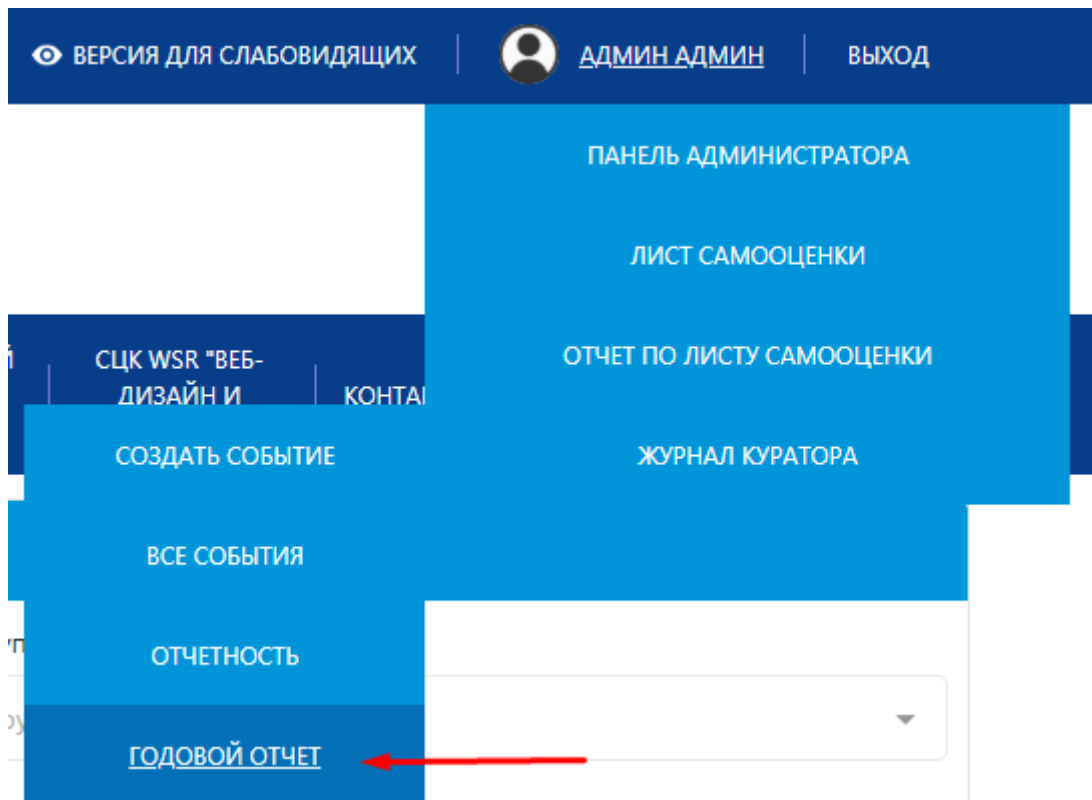 ВЕРСИЯ ДЛЯ СЛАБОВИДЯЩИХ
АДМИН АДМИН
ВЫХОД
ПАНЕЛЬ АДМИНИСТРАТОРА
ЛИСТ САМООЦЕНКИ
ОТЧЕТ ПО ЛИСТУ САМООЦЕНКИ
ЖУРНАЛ КУРАТОРА
СЦК WSR "ВЕБ-
ДИЗАЙН И
КОНТА
СОЗДАТЬ СОБЫТИЕ
ВСЕ СОБЫТИЯ
ОТЧЕТНОСТЬ
ГОДОВОЙ ОТЧЕТ